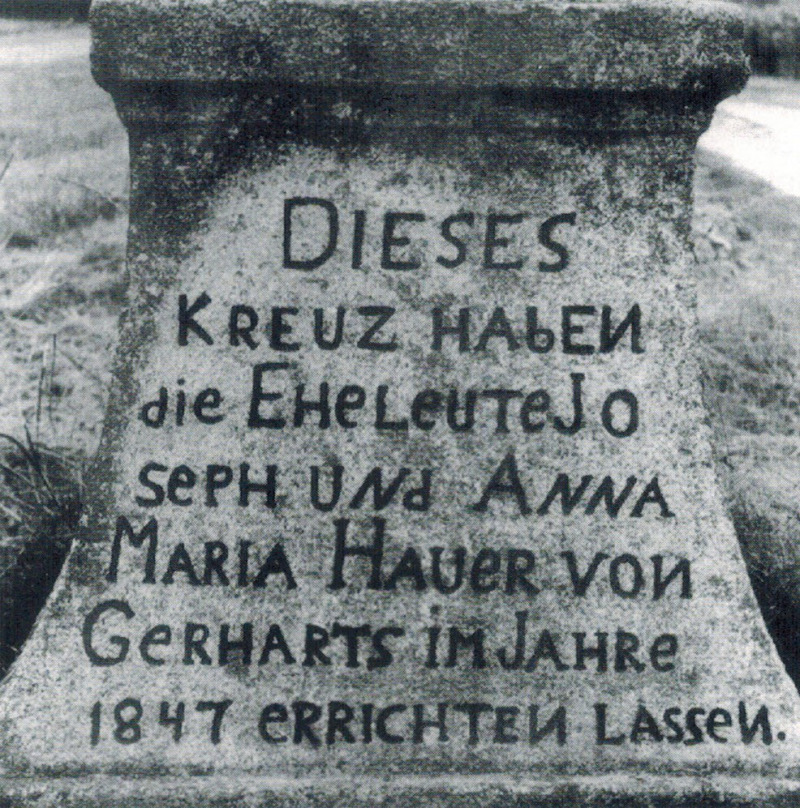 DIESES
KREUZ HAbEN
die EHeLeUTe JO
SePH UNd ANNA
MARIA HAUeR VON
GeRHARTS iM JAHRe
1847 eRRICHTEN LASSeN.